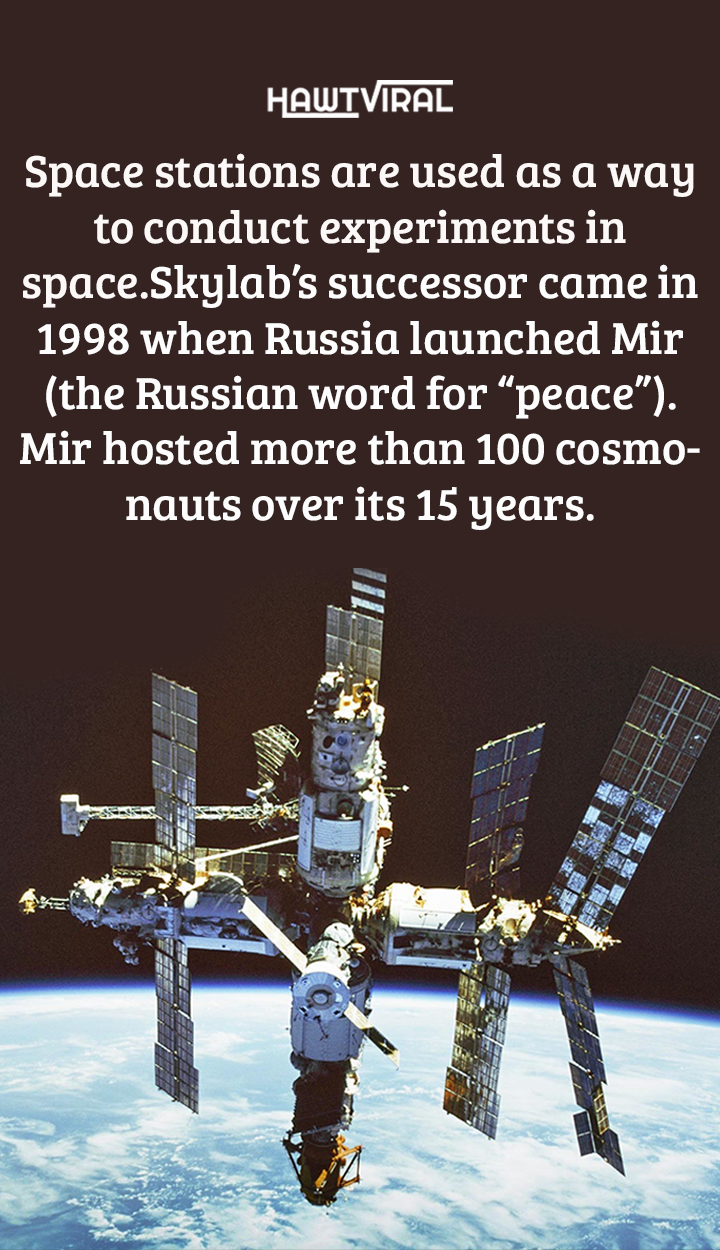 HAWTVIRAL
Space stations are used as a way
to conduct experiments in
space.Skylab’s successor came in
1998 when Russia launched Mir
(the Russian word for “peace”).
Mir hosted more than 100 cosmo-
nauts over its 15 years.